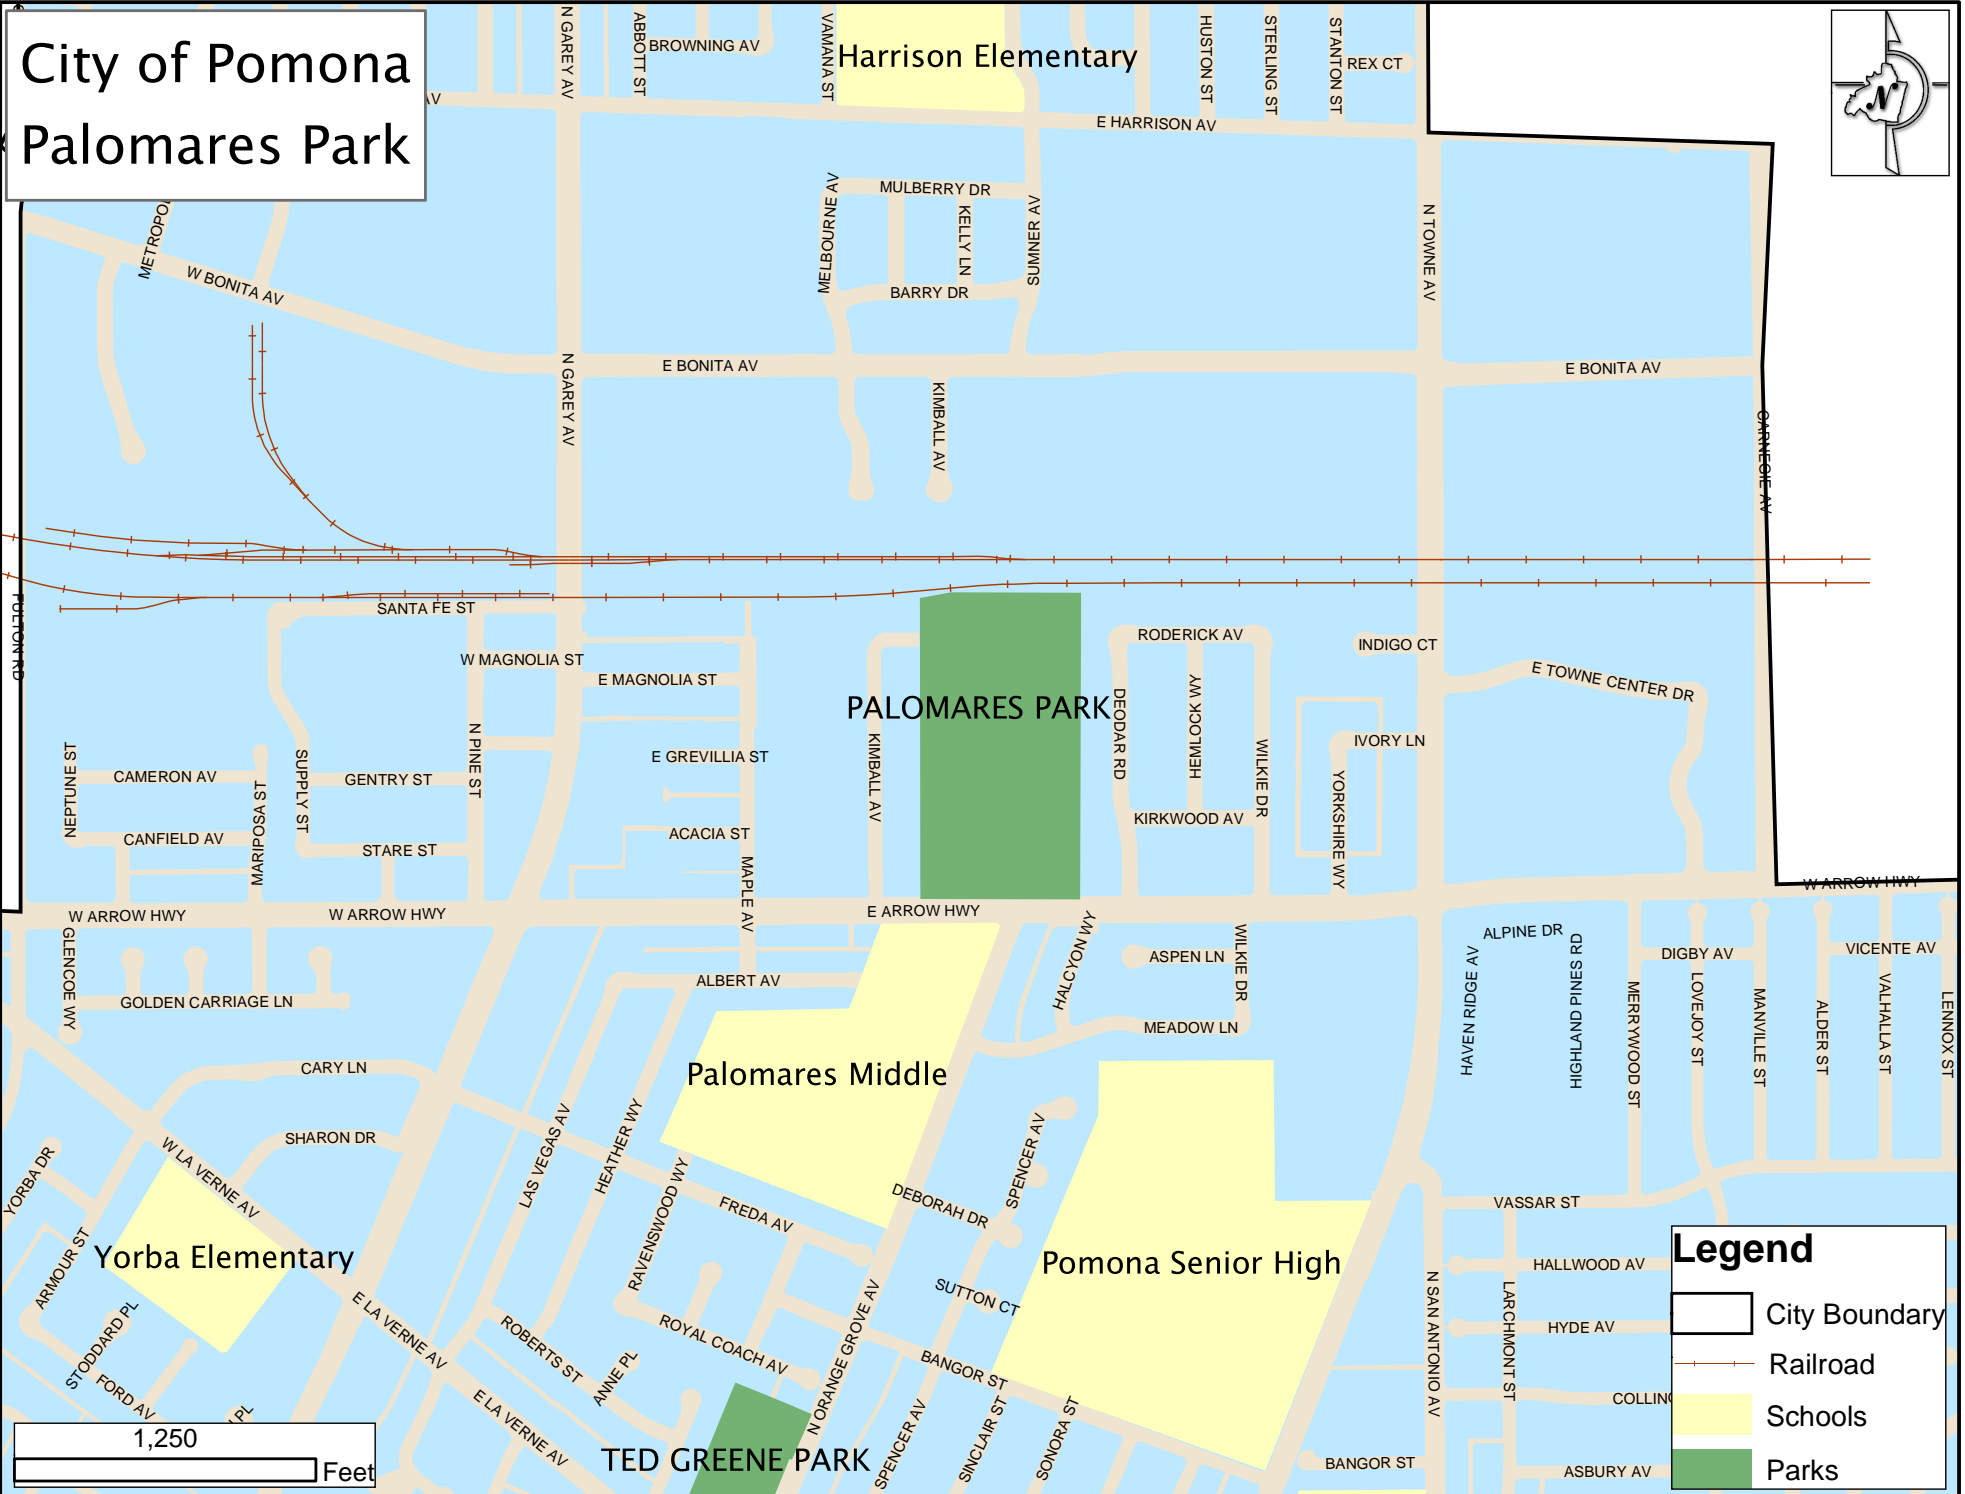 City of Pomona
Palomares Park
N GAREY AV
ABBOTT ST
BROWNING AV
VAMANA ST
Harrison Elementary
HUSTON ST
STERLING ST
STANTON ST
REX CT
N
AV
E HARRISON AV
METROPOL
W BONITA AV
MELBOURNE AV
MULBERRY DR
KELLY LN
SUMNER AV
BARRY DR
N TOWNE AV
N GAREY AV
E BONITA AV
E BONITA AV
KIMBALL AV
CARNEGIE AV
FULTON RD
SANTA FE ST
W MAGNOLIA ST
E MAGNOLIA ST
PALOMARES PARK
RODERICK AV
INDIGO CT
E TOWNE CENTER DR
DEODAR RD
HEMLOCK WY
WILKIE DR
IVORY LN
YORKSHIRE WY
NEPTUNE ST
CAMERON AV
MARIPOSA ST
SUPPLY ST
GENTRY ST
N PINE ST
E GREVILLIA ST
KIMBALL AV
KIRKWOOD AV
CANFIELD AV
STARE ST
ACACIA ST
MAPLE AV
W ARROW HWY
W ARROW HWY
E ARROW HWY
W ARROW HWY
GLENCOE WY
GOLDEN CARRIAGE LN
ALBERT AV
HALCYON WY
ASPEN LN
WILKIE DR
MEADOW LN
HAVEN RIDGE AV
ALPINE DR
HIGHLAND PINES RD
MERRYWOOD ST
DIGBY AV
LOVEJOY ST
MANVILLE ST
ALDER ST
VICENTE AV
VALHALLA ST
LENNOX ST
CARY LN
Palomares Middle
SHARON DR
W LA VERNE AV
YORBA DR
LAS VEGAS AV
HEATHER WY
RAVENSWOOD WY
FREDA AV
DEBORAH DR
SPENCER AV
VASSAR ST
ARMOUR ST
Yorba Elementary
Pomona Senior High
HALLWOOD AV
SUTTON CT
N SAN ANTONIO AV
LARCHMONT ST
HYDE AV
STODDARD PL
E LA VERNE AV
ROBERTS ST
ANNE PL
ROYAL COACH AV
N ORANGE GROVE AV
BANGOR ST
FORD AV
PL
E LA VERNE AV
COLLING
TED GREENE PARK
SPENCER AV
SINCLAIR ST
SONORA ST
BANGOR ST
ASBURY AV
1,250
Feet
Legend
City Boundary
Railroad
Schools
Parks